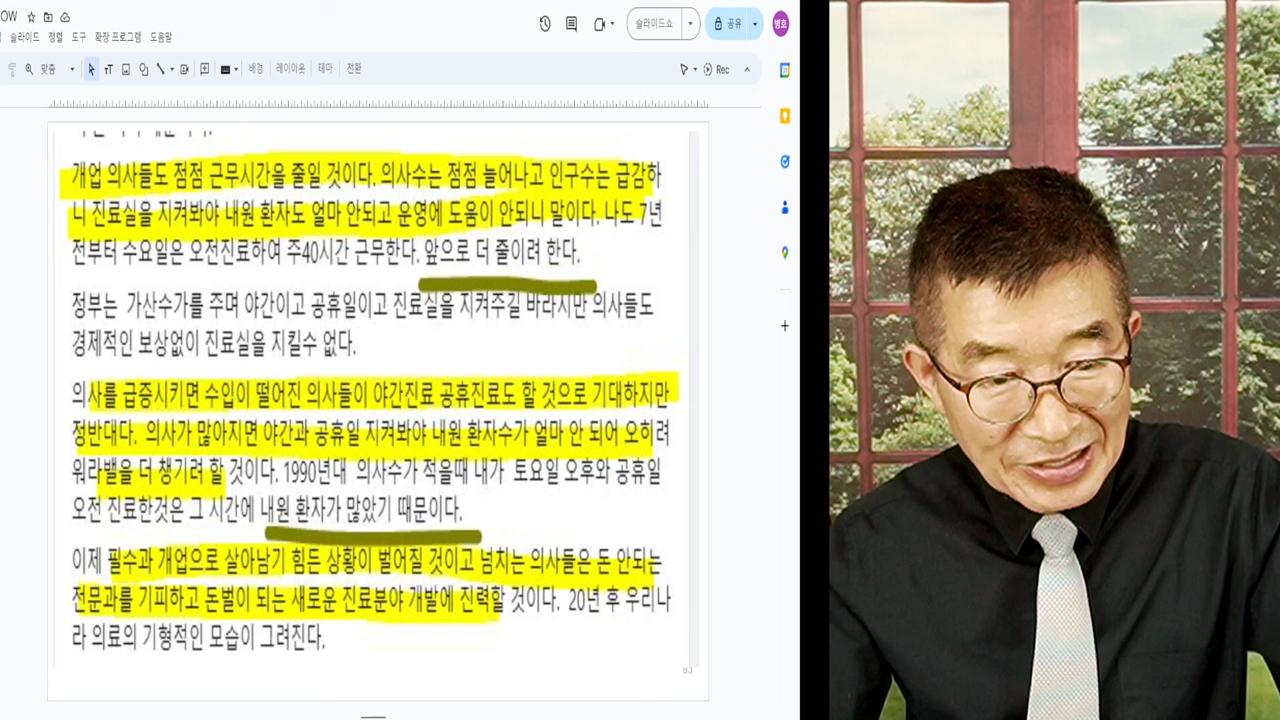 OW
슬라이드 정렬 도구 확장 프로그램 도움말
슬라이드쇼
공유
병호
맞춤
배경 레이아웃 테마 전환
Rec
개업 의사들도 점점 근무시간을 줄일 것이다. 의사수는 점점 늘어나고 인구수는 급감하
니 진료실을 지켜봐야 내원 환자도 얼마 안되고 운영에 도움이 안되니 말이다. 나도 7년
전부터 수요일은 오전진료하여 주40시간 근무한다. 앞으로 더 줄이려 한다.
정부는 가산수가를 주며 야간이고 공휴일이고 진료실을 지켜주길 바라지만 의사들도
경제적인 보상없이 진료실을 지킬수 없다.
의사를 급증시키면 수입이 떨어진 의사들이 야간진료 공휴진료도 할 것으로 기대하지만
정반대다. 의사가 많아지면 야간과 공휴일 지켜봐야 내원 환자수가 얼마 안 되어 오히려
워라밸을 더 챙기려 할 것이다. 1990년대 의사수가 적을때 내가 토요일 오후와 공휴일
오전 진료한것은 그 시간에 내원 환자가 많았기 때문이다.
이제 필수과 개업으로 살아남기 힘든 상황이 벌어질 것이고 넘치는 의사들은 돈 안되는
전문과를 기피하고 돈벌이 되는 새로운 진료분야 개발에 진력할 것이다. 20년 후 우리나
라 의료의 기형적인 모습이 그려진다.